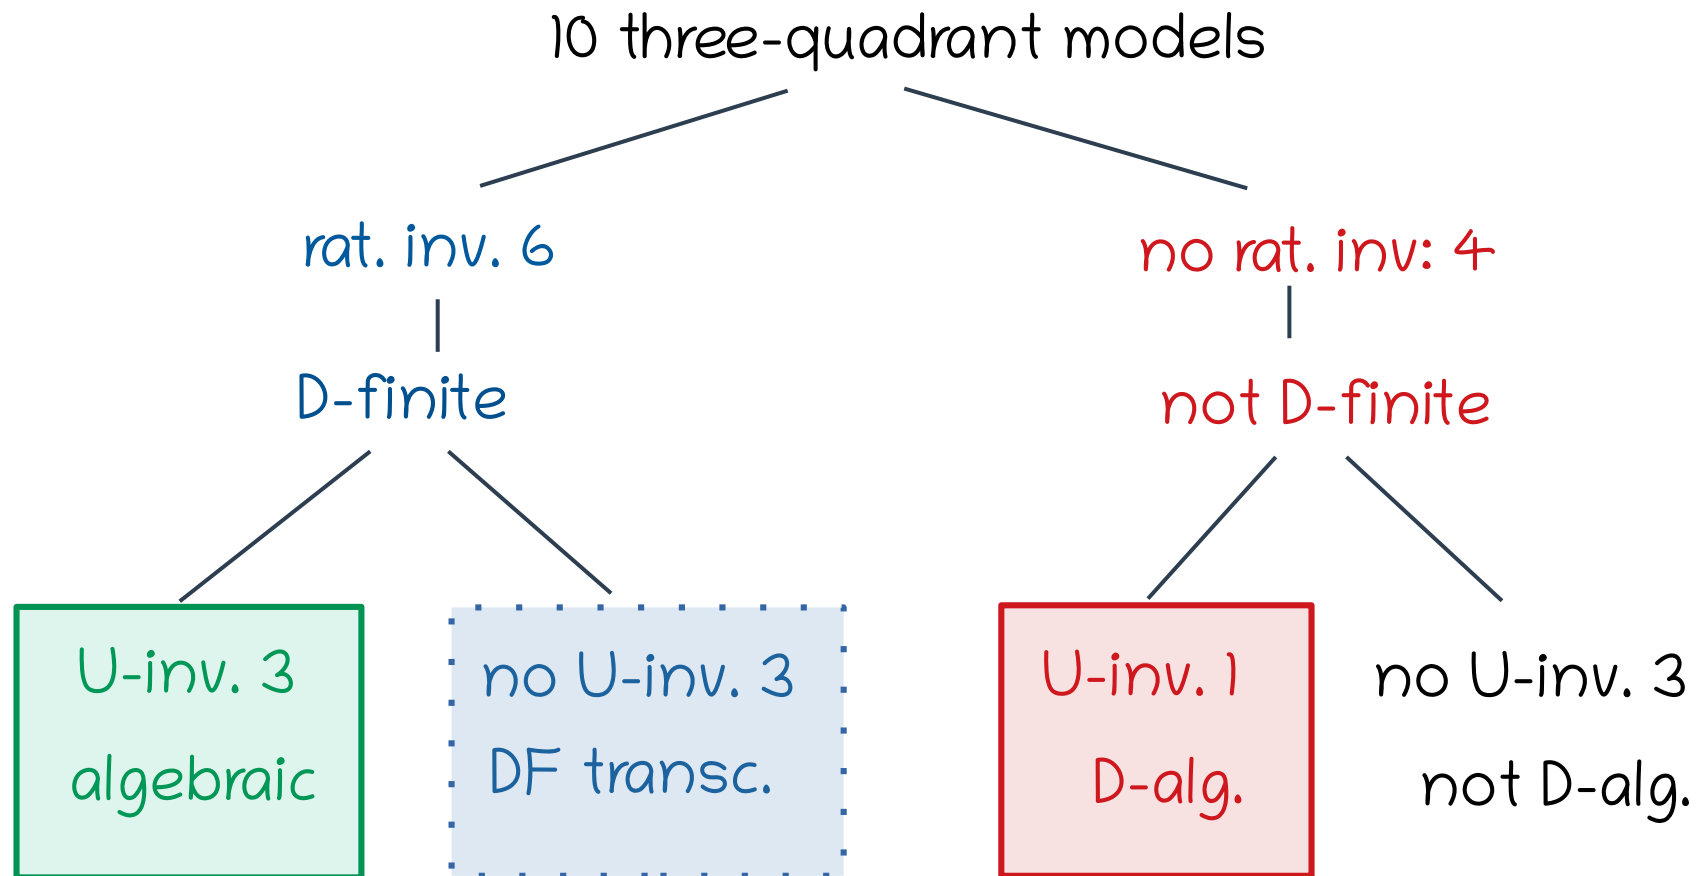 10 three-quadrant models
rat. inv. 6
no rat. inv: 4
D-finite
not D-finite
U-inv. 3
algebraic
no U-inv. 3
DF transc.
U-inv. 1
D-alg.
no U-inv. 3
not D-alg.